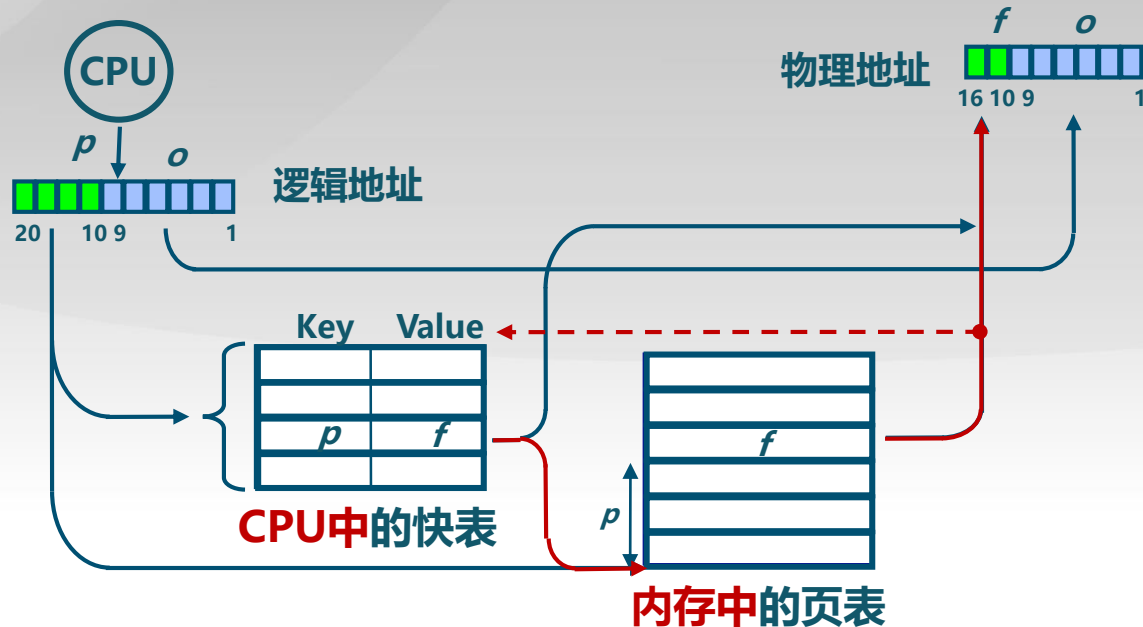 f o
CPU
物理地址
16 10 9 1
p o
逻辑地址
20 10 9 1
Key Value
p f
f
p
CPU中的快表
内存中的页表